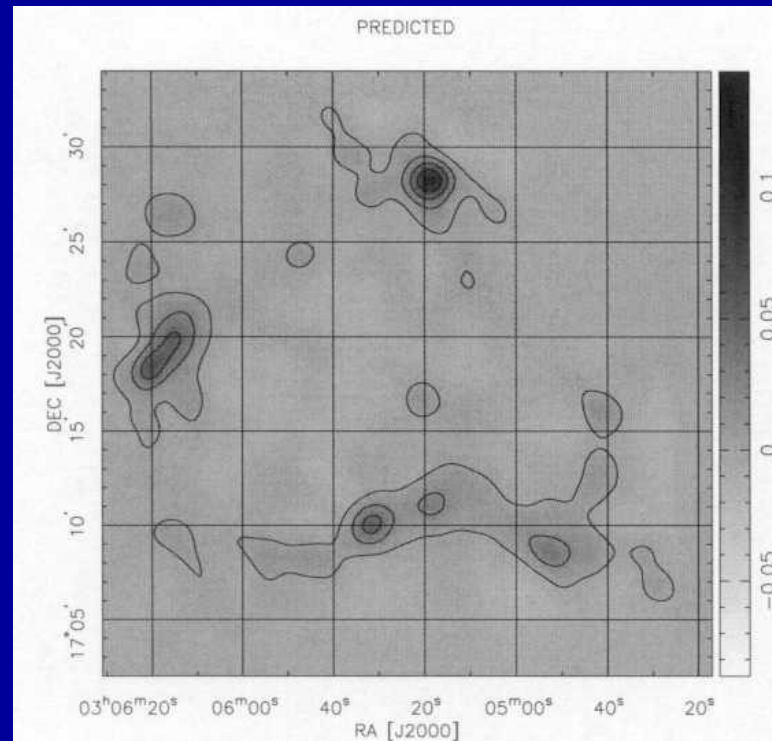 PREDICTED
30'
25'
20'
15'
10'
17°05'
DEC [J2000]
0.1
0.05
0
−0.05
03ʰ06ᵐ20ˢ 06ᵐ00ˢ 40ˢ 20ˢ 05ᵐ00ˢ 40ˢ 20ˢ
RA [J2000]